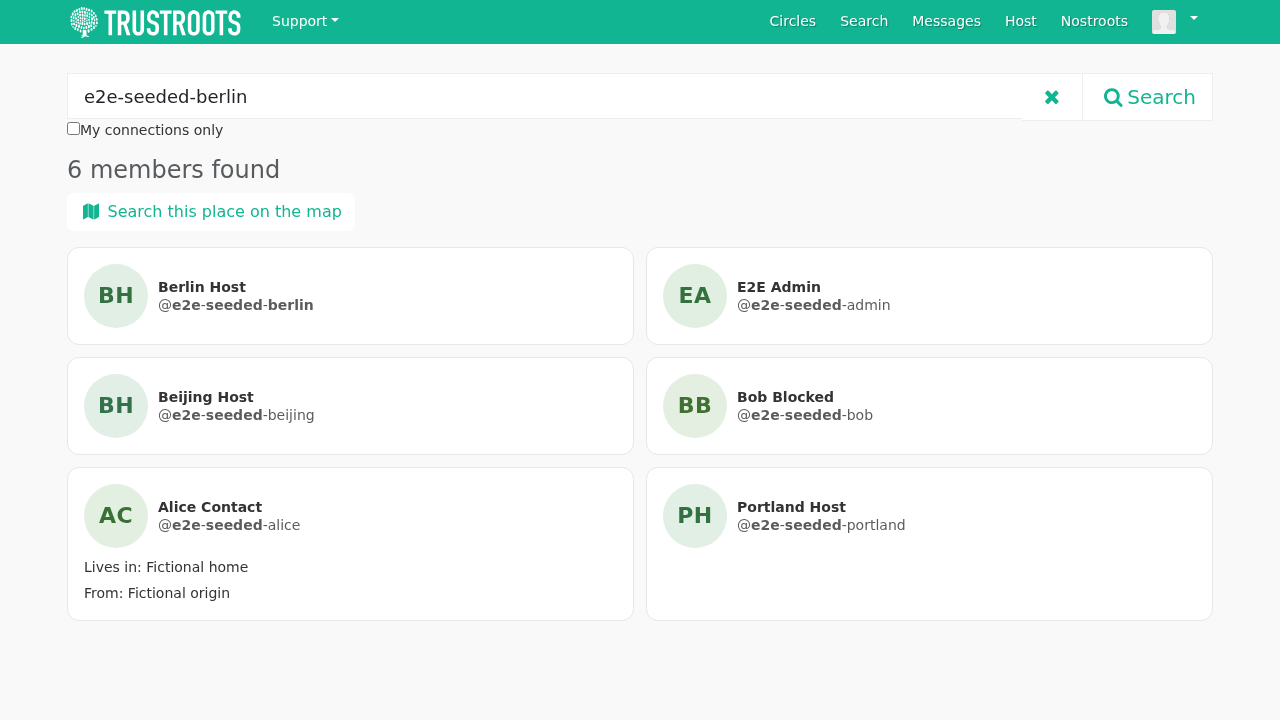 TRUSTROOTS Support Circles Search Messages Host Nostroots
e2e-seeded-berlin Search
My connections only
6 members found
Search this place on the map
BH Berlin Host
@e2e-seeded-berlin
EA E2E Admin
@e2e-seeded-admin
BH Beijing Host
@e2e-seeded-beijing
BB Bob Blocked
@e2e-seeded-bob
AC Alice Contact
@e2e-seeded-alice
Lives in: Fictional home
From: Fictional origin
PH Portland Host
@e2e-seeded-portland